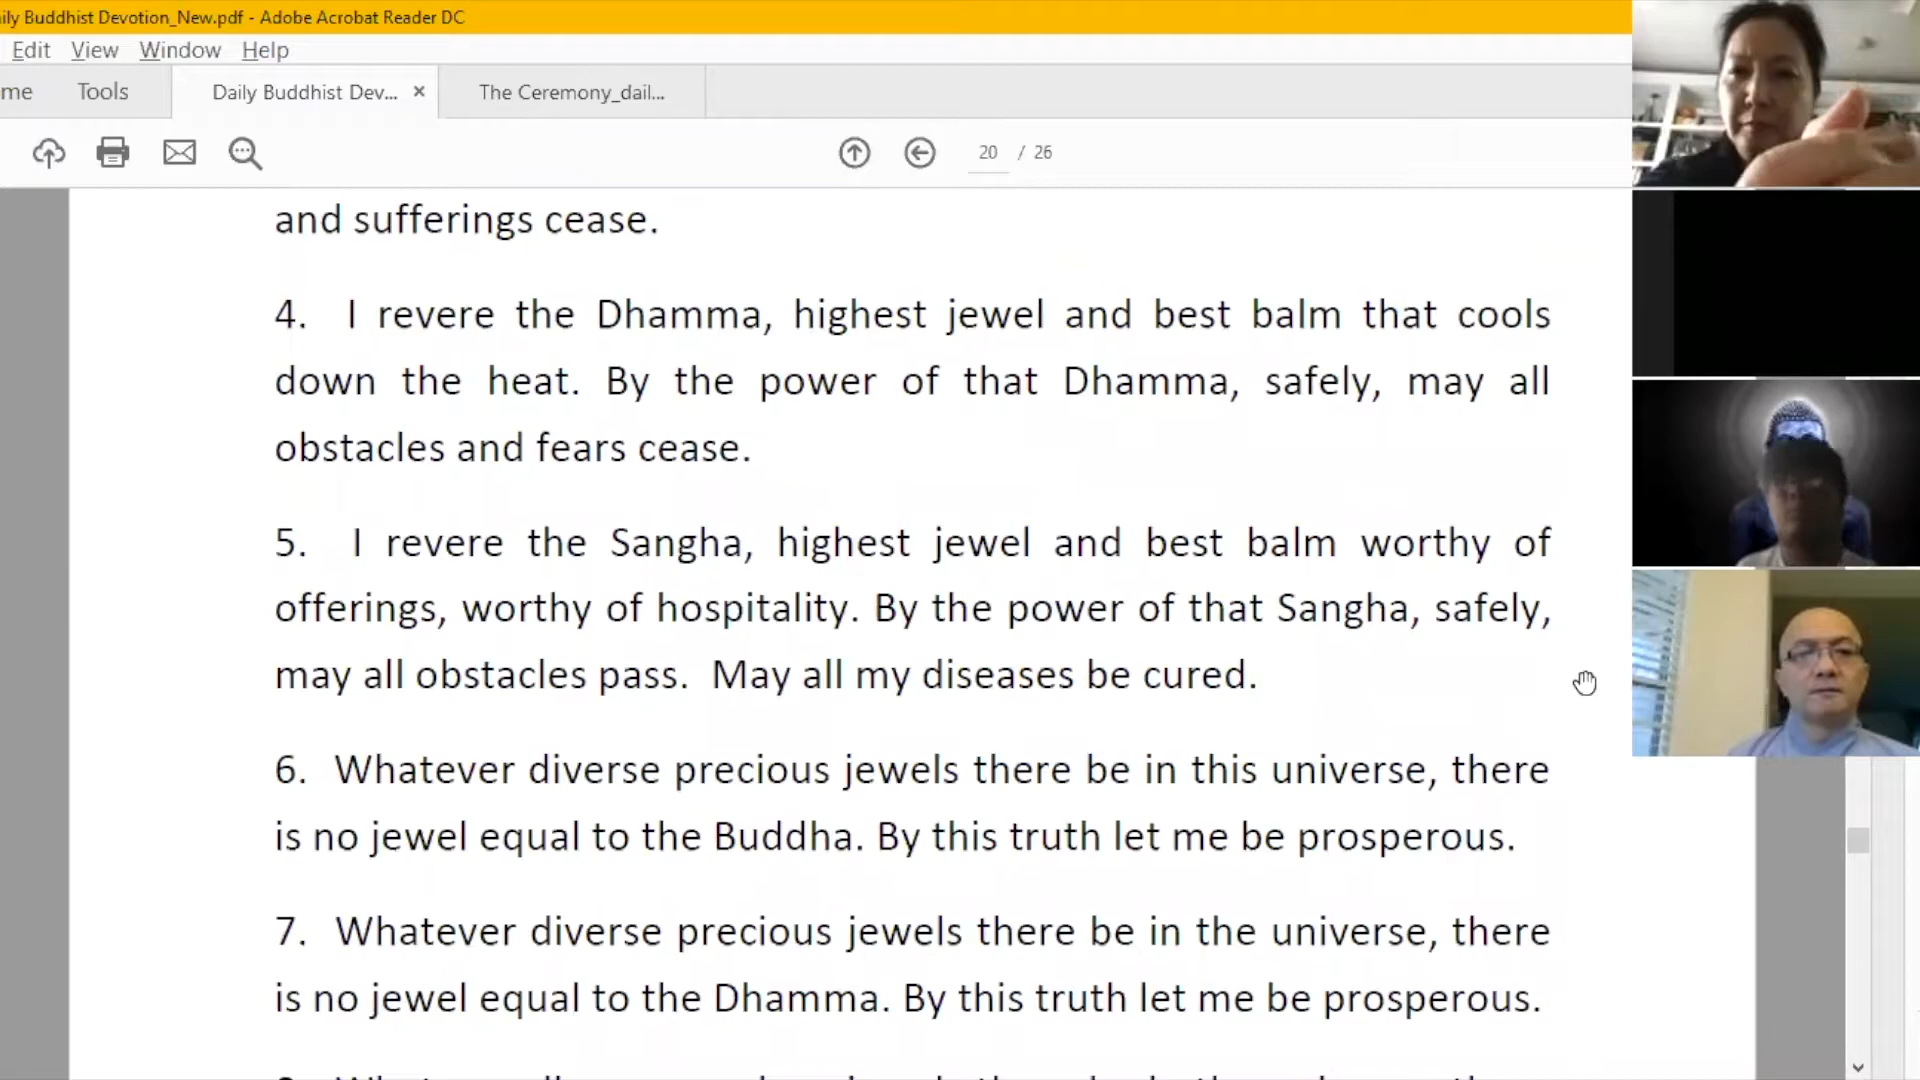 ily Buddhist Devotion_New.pdf - Adobe Acrobat Reader DC
Edit View Window Help
me Tools Daily Buddhist Dev... × The Ceremony_dail...
20 / 26
and sufferings cease.
4. I revere the Dhamma, highest jewel and best balm that cools
down the heat. By the power of that Dhamma, safely, may all
obstacles and fears cease.
5. I revere the Sangha, highest jewel and best balm worthy of
offerings, worthy of hospitality. By the power of that Sangha, safely,
may all obstacles pass. May all my diseases be cured.
6. Whatever diverse precious jewels there be in this universe, there
is no jewel equal to the Buddha. By this truth let me be prosperous.
7. Whatever diverse precious jewels there be in the universe, there
is no jewel equal to the Dhamma. By this truth let me be prosperous.